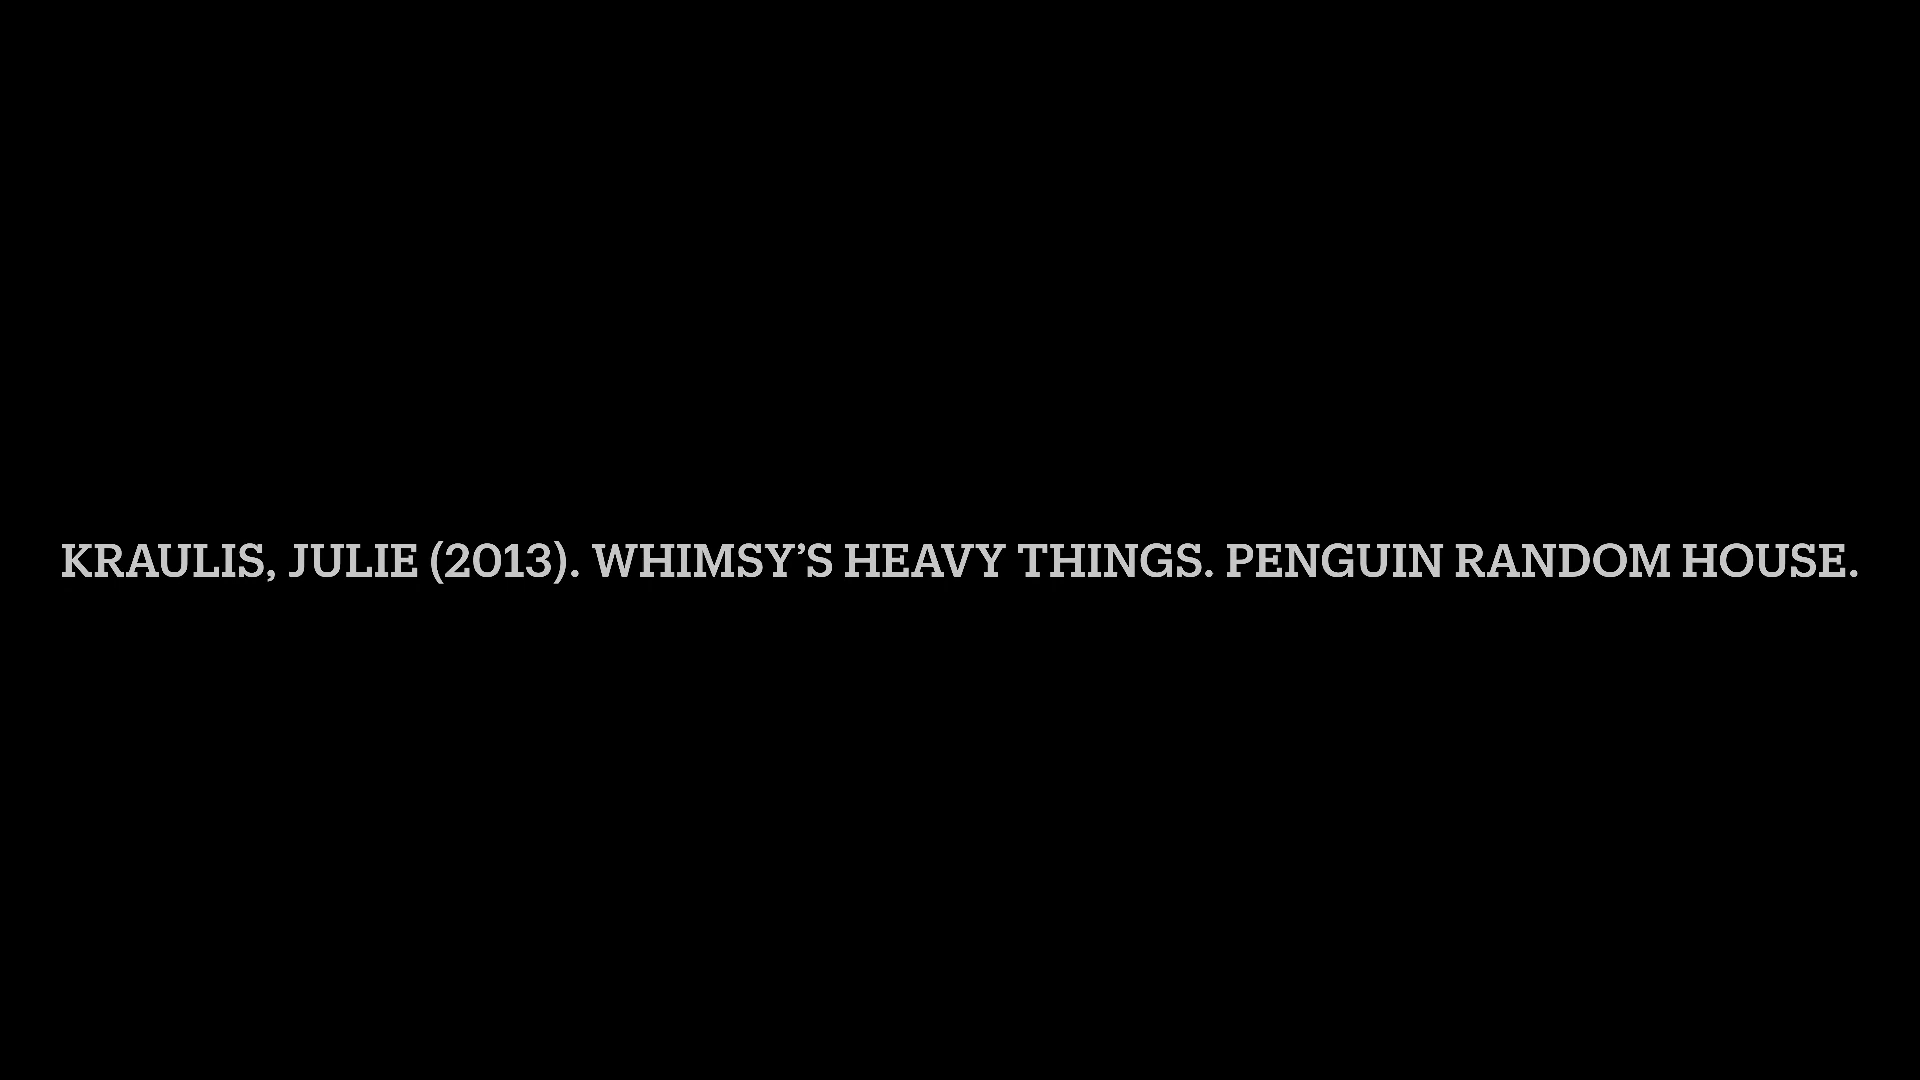 KRAULIS, JULIE (2013). WHIMSY’S HEAVY THINGS. PENGUIN RANDOM HOUSE.